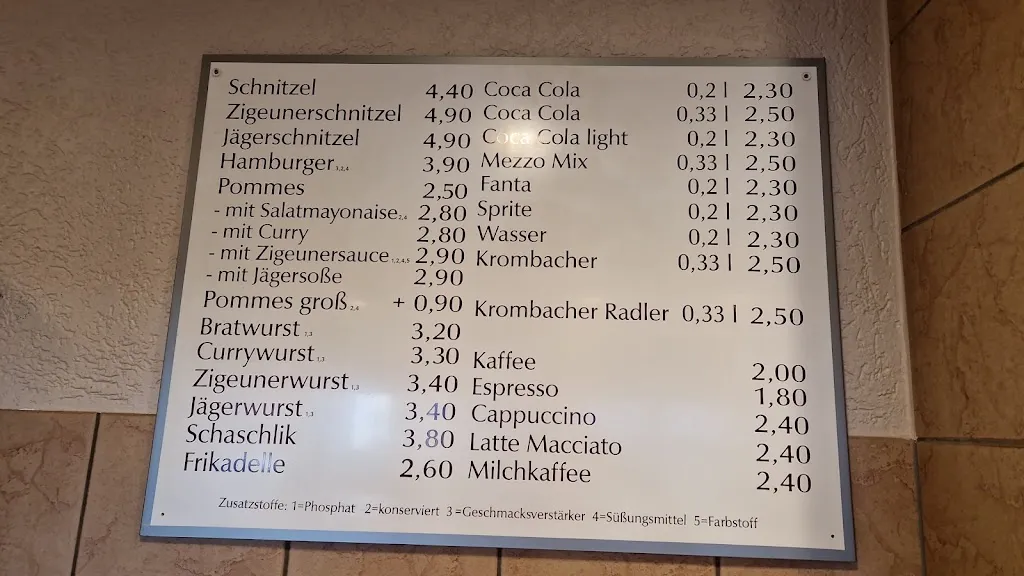 Schnitzel 4,40
Zigeunerschnitzel 4,90
Jägerschnitzel 4,90
Hamburger 3,2,4 3,90
Pommes 2,50
- mit Salatmayonaise 2,4 2,80
- mit Curry 2,80
- mit Zigeunersauce 1,2,4,5 2,90
- mit Jägersoße 2,90
Pommes groß 2,4 + 0,90
Bratwurst 1,3 3,20
Currywurst 1,3 3,30
Zigeunerwurst 1,3 3,40
Jägerwurst 1,3 3,40
Schaschlik 3,80
Frikadelle 2,60
Coca Cola 0,2 l 2,30
Coca Cola 0,33 l 2,50
Coca Cola light 0,2 l 2,30
Mezzo Mix 0,33 l 2,50
Fanta 0,2 l 2,30
Sprite 0,2 l 2,30
Wasser 0,2 l 2,30
Krombacher 0,33 l 2,50
Krombacher Radler 0,33 l 2,50
Kaffee 2,00
Espresso 1,80
Cappuccino 2,40
Latte Macciato 2,40
Milchkaffee 2,40
Zusatzstoffe: 1=Phosphat 2=konserviert 3=Geschmacksverstärker 4=Süßungsmittel 5=Farbstoff